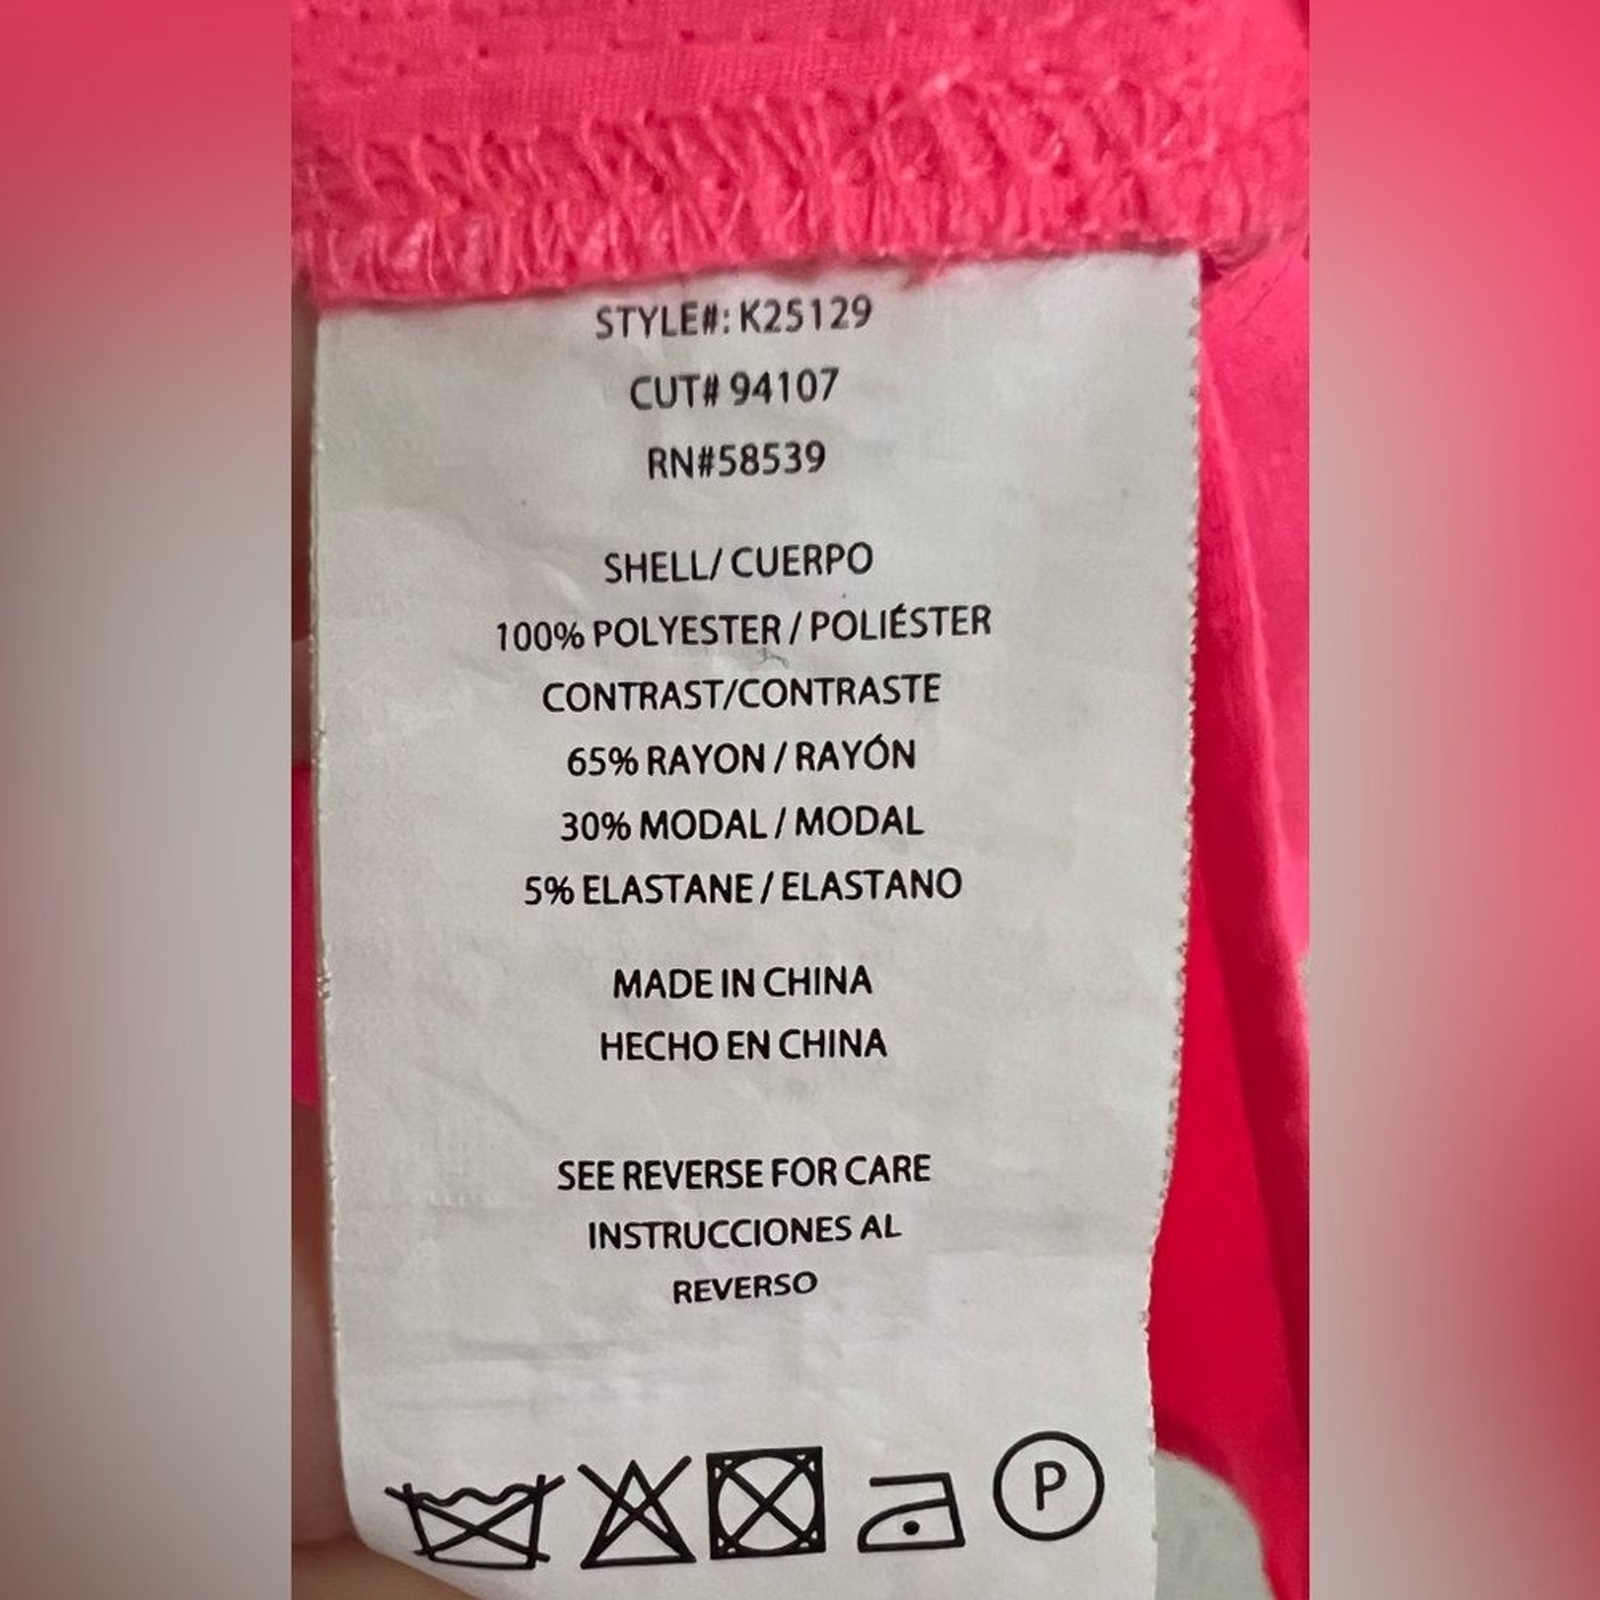 STYLE#: K25129
CUT# 94107
RN#58539
SHELL/ CUERPO
100% POLYESTER / POLIÉSTER
CONTRAST/CONTRASTE
65% RAYON / RAYÓN
30% MODAL / MODAL
5% ELASTANE / ELASTANO
MADE IN CHINA
HECHO EN CHINA
SEE REVERSE FOR CARE
INSTRUCCIONES AL
REVERSO
P